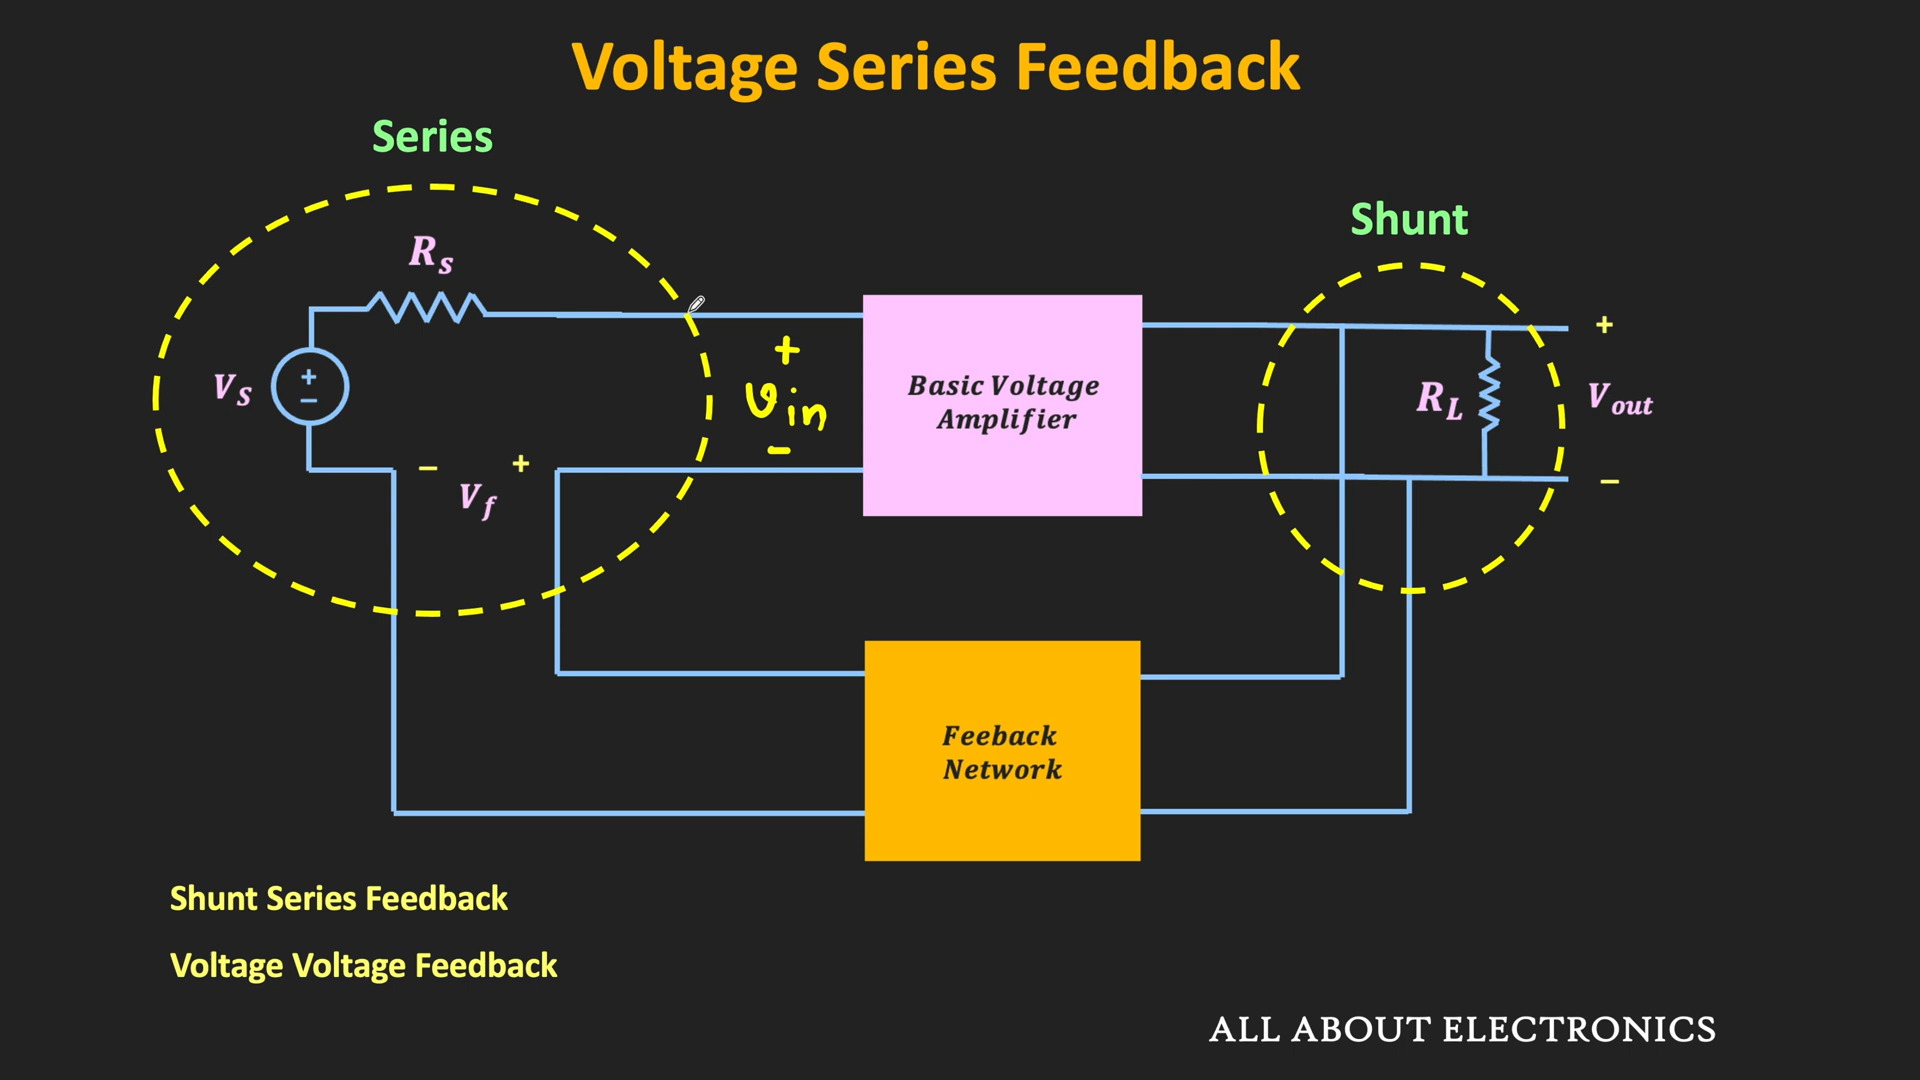 Voltage Series Feedback
Series
Shunt
Rs
+
+
Vs
+
−
vin
−
Basic Voltage
Amplifier
RL
Vout
−
− +
Vf
Feeback
Network
Shunt Series Feedback
Voltage Voltage Feedback
ALL ABOUT ELECTRONICS